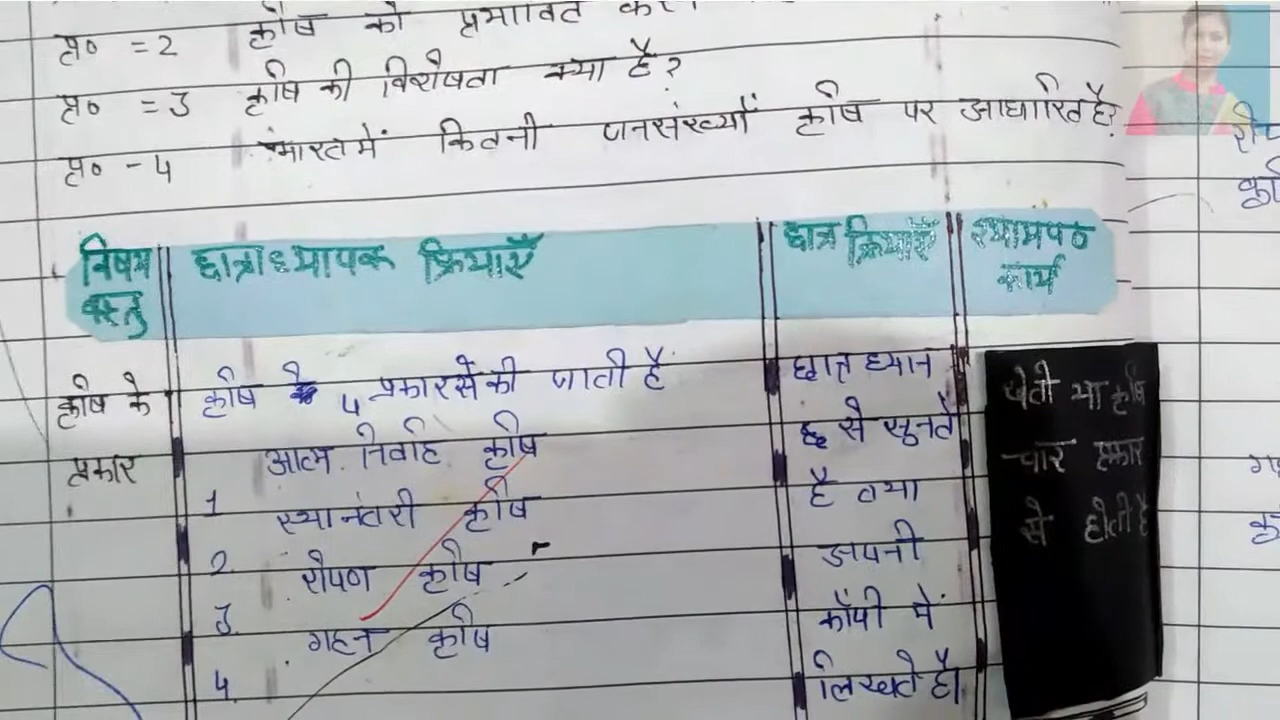 प्र० = 2 कृषि को प्रभावित
प्र० = 3 कृषि की विशेषता क्या है?
प्र० - 4 भारत में कितनी जनसंख्याँ कृषि पर आधारित है?
विषय वस्तु
छात्राध्यापक क्रियाएँ
छात्र क्रियाएँ
श्यामपठ कार्य
कृषि के
प्रकार
कृषि के 4 प्रकार से की जाती है
1 आत्म निर्वाह कृषि
2 स्थानंतरी कृषि
3. रोपण कृषि
4 गहन कृषि
छात्र ध्यान
से सुनते
है तथा
अपनी
कॉपी में
लिखते है।
खेती या कृषि
चार प्रकार
से होती है